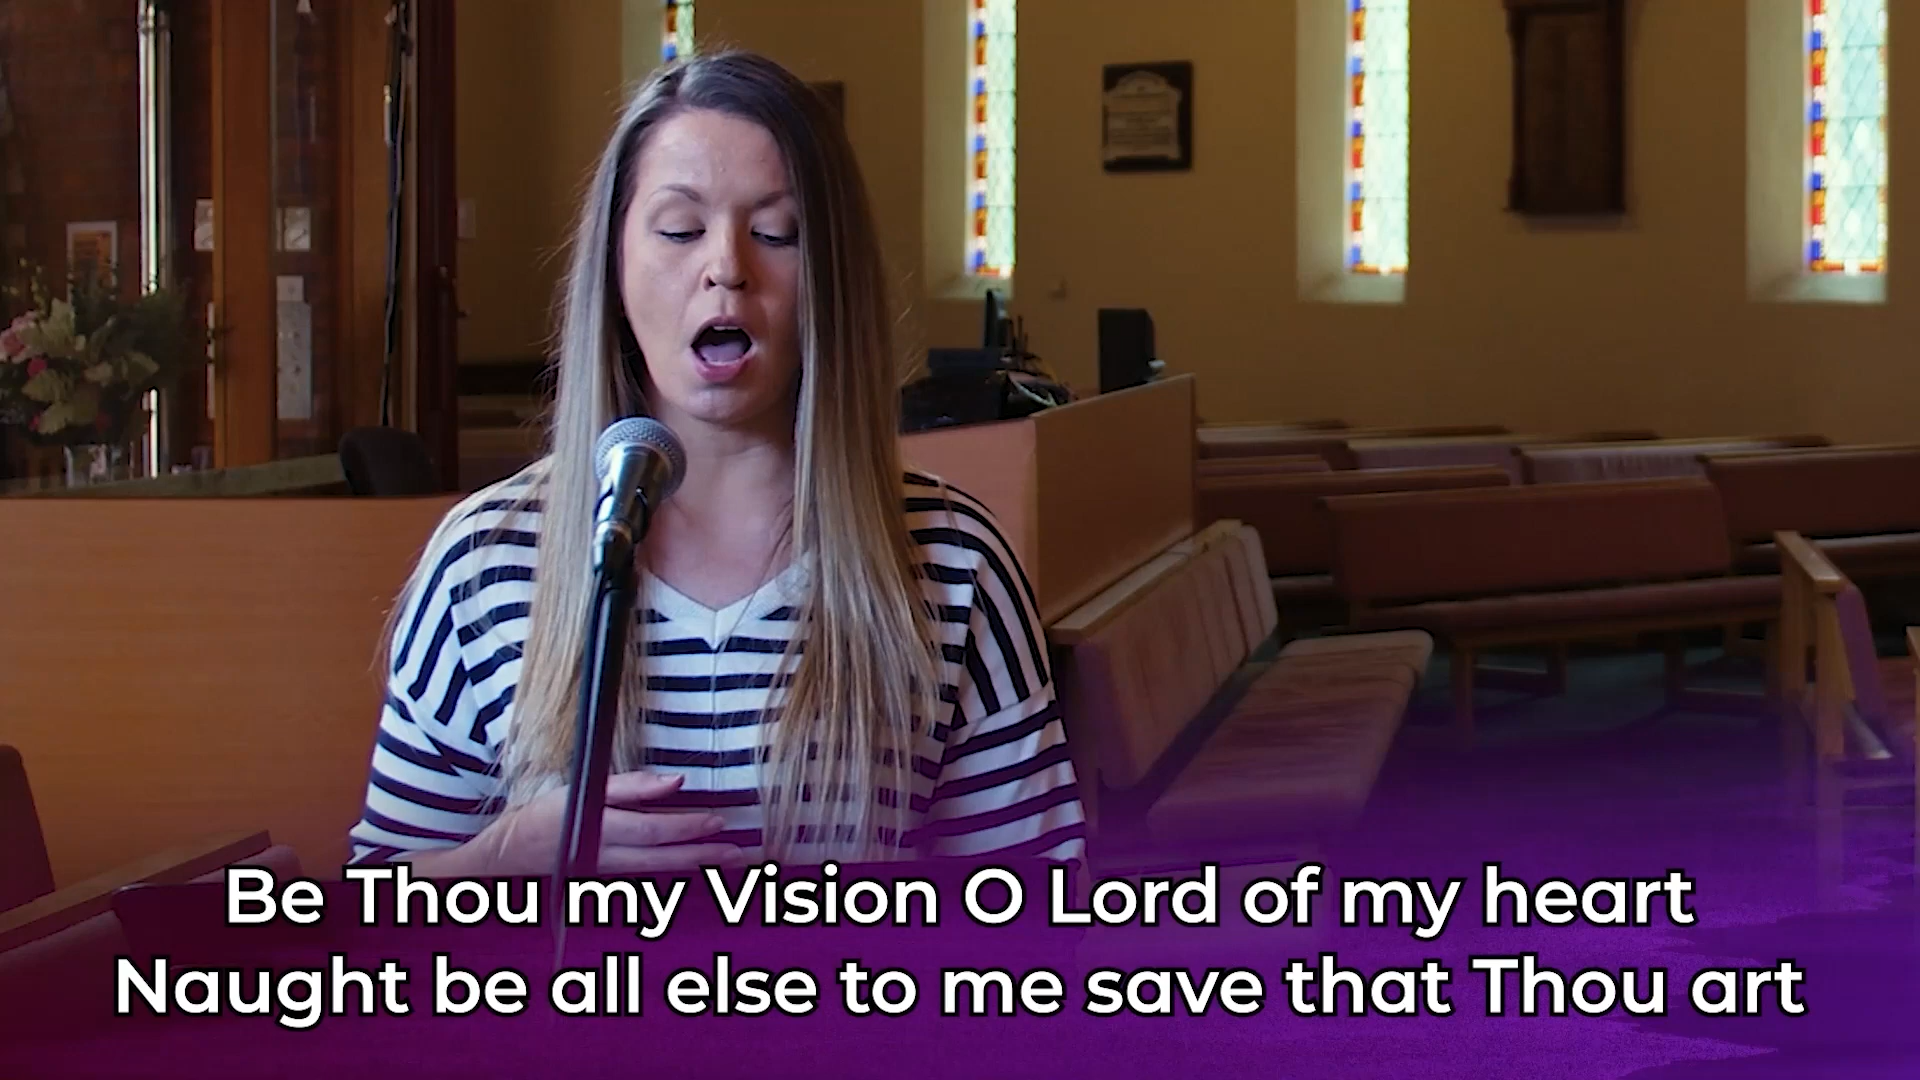 Be Thou my Vision O Lord of my heart
Naught be all else to me save that Thou art